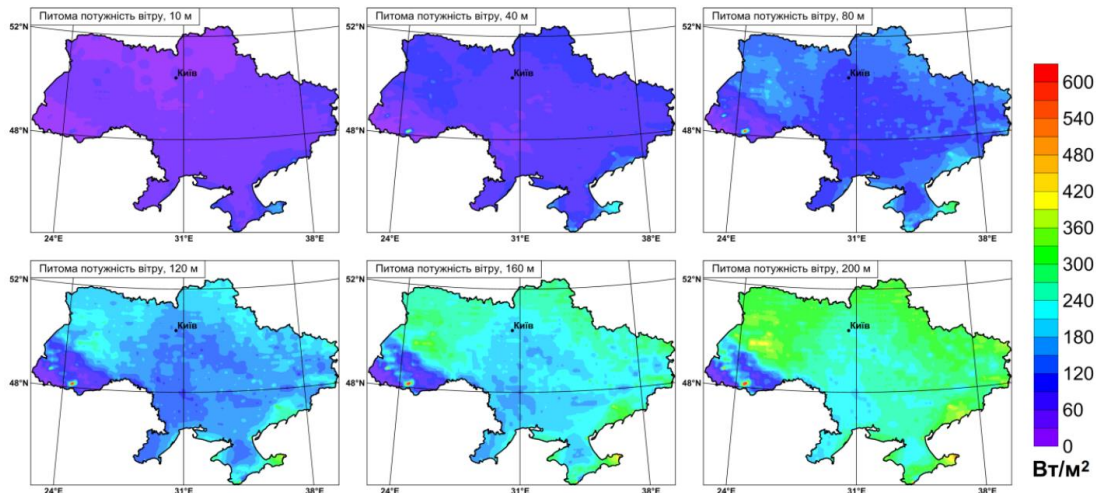 Питома потужність вітру, 10 м
52°N
Київ
48°N
24°E
31°E
38°E
Питома потужність вітру, 40 м
52°N
Київ
48°N
24°E
31°E
38°E
Питома потужність вітру, 80 м
52°N
Київ
48°N
24°E
31°E
38°E
Питома потужність вітру, 120 м
52°N
Київ
48°N
24°E
31°E
38°E
Питома потужність вітру, 160 м
52°N
Київ
48°N
24°E
31°E
38°E
Питома потужність вітру, 200 м
52°N
Київ
48°N
24°E
31°E
38°E
600
540
480
420
360
300
240
180
120
60
0
Вт/м²